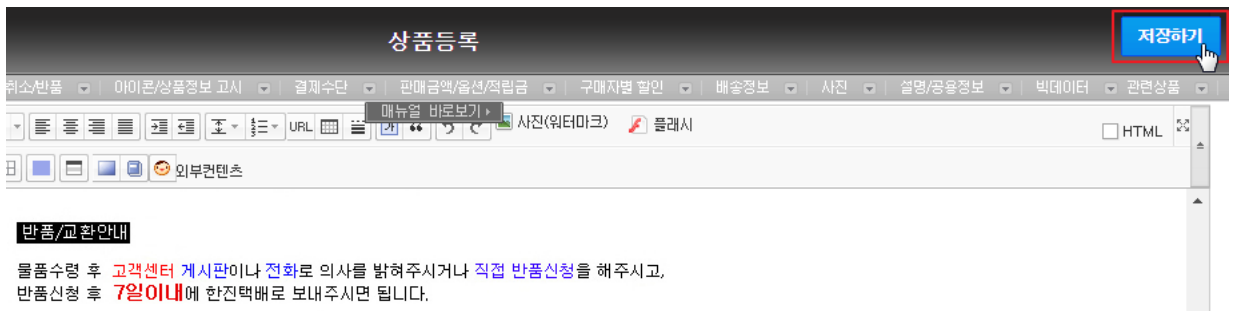 상품등록
저장하기
취소/반품 아이콘/상품정보 고시 결제수단 판매금액/옵션/적립금 구매자별 할인 배송정보 사진 설명/공용정보 빅데이터 관련상품
매뉴얼 바로보기
URL 가 사진(워터마크) 플래시 HTML
외부컨텐츠
반품/교환안내
물품수령 후 고객센터 게시판이나 전화로 의사를 밝혀주시거나 직접 반품신청을 해주시고,
반품신청 후 7일이내에 한진택배로 보내주시면 됩니다.